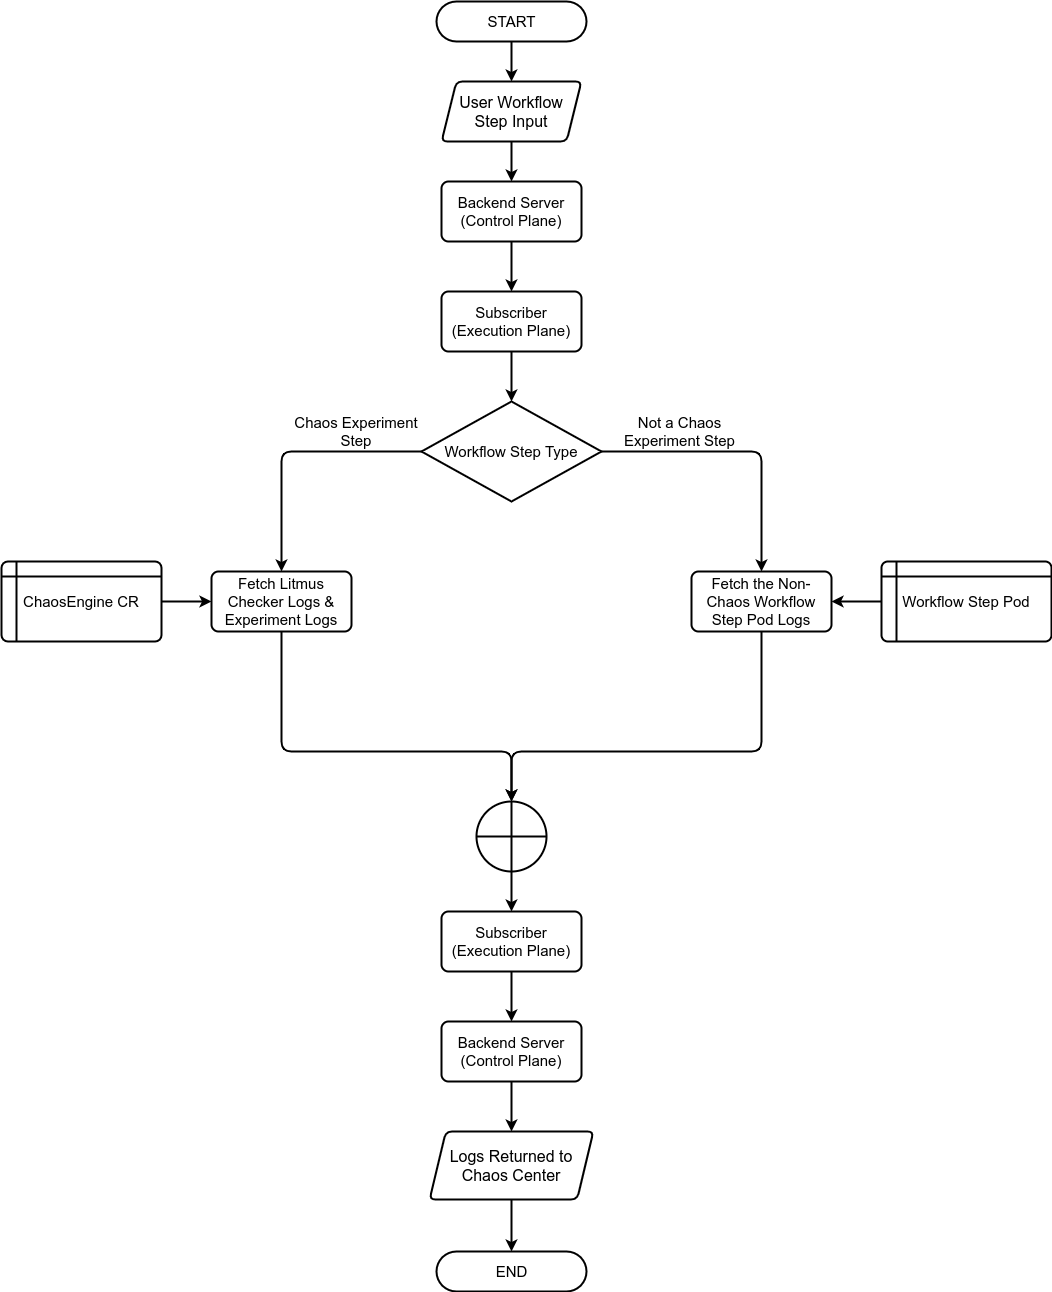 START
User Workflow
Step Input
Backend Server
(Control Plane)
Subscriber
(Execution Plane)
Chaos Experiment
Step
Workflow Step Type
Not a Chaos
Experiment Step
ChaosEngine CR
Fetch Litmus
Checker Logs &
Experiment Logs
Fetch the Non-
Chaos Workflow
Step Pod Logs
Workflow Step Pod
Subscriber
(Execution Plane)
Backend Server
(Control Plane)
Logs Returned to
Chaos Center
END